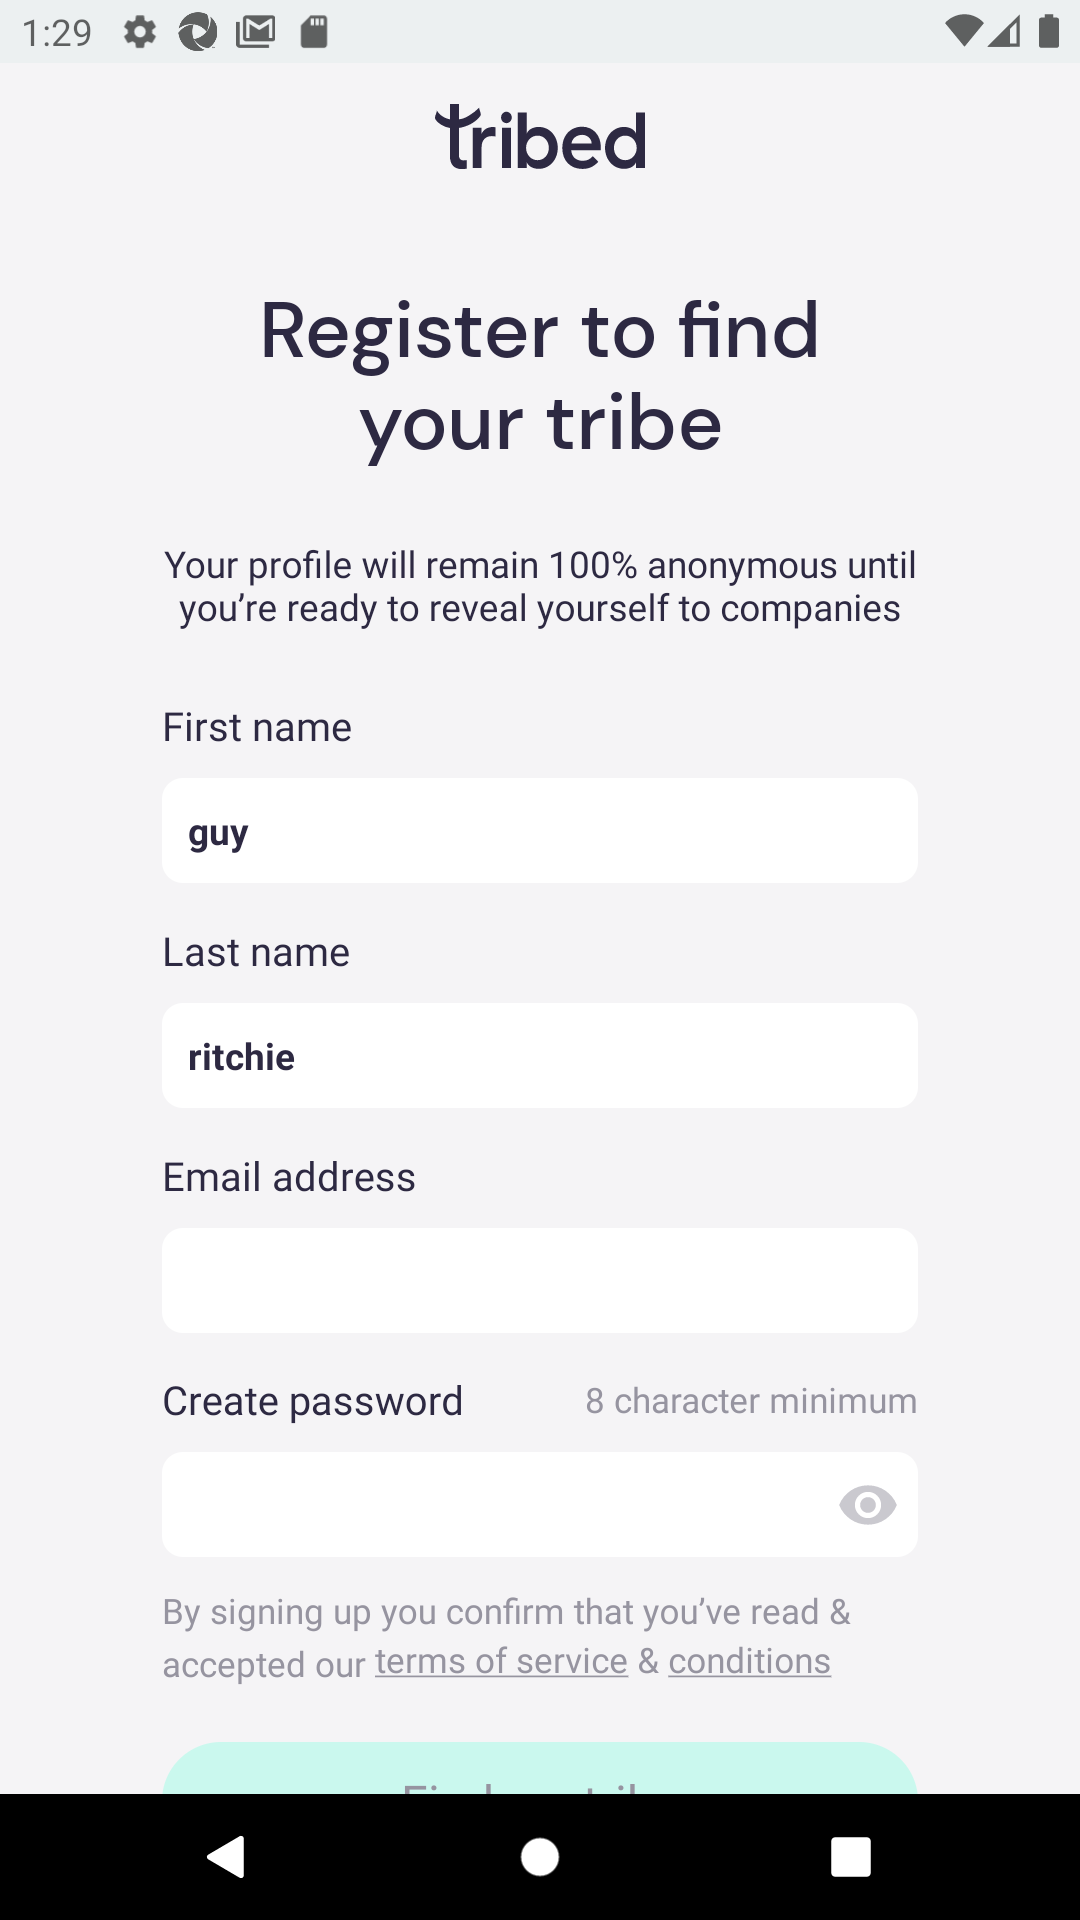 1:29
tribed
Register to find
your tribe
Your profile will remain 100% anonymous until
you’re ready to reveal yourself to companies
First name
guy
Last name
ritchie
Email address
Create password 8 character minimum
By signing up you confirm that you’ve read &
accepted our terms of service & conditions